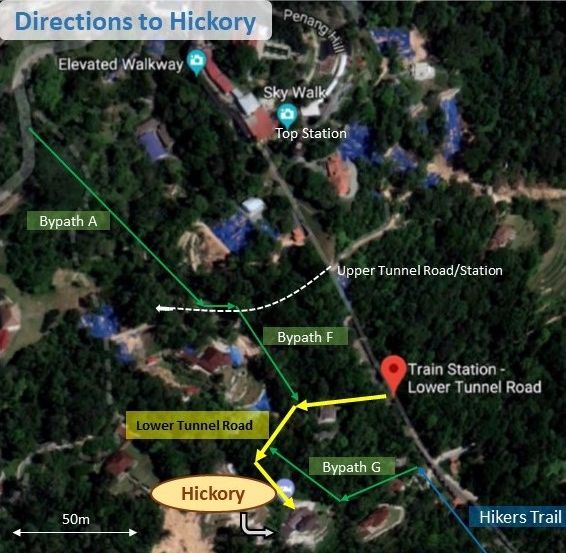 Directions to Hickory
Penang Hill
Elevated Walkway
Sky Walk
Top Station
Bypath A
Upper Tunnel Road/Station
Bypath F
Train Station -
Lower Tunnel Road
Lower Tunnel Road
Bypath G
Hickory
50m
Hikers Trail